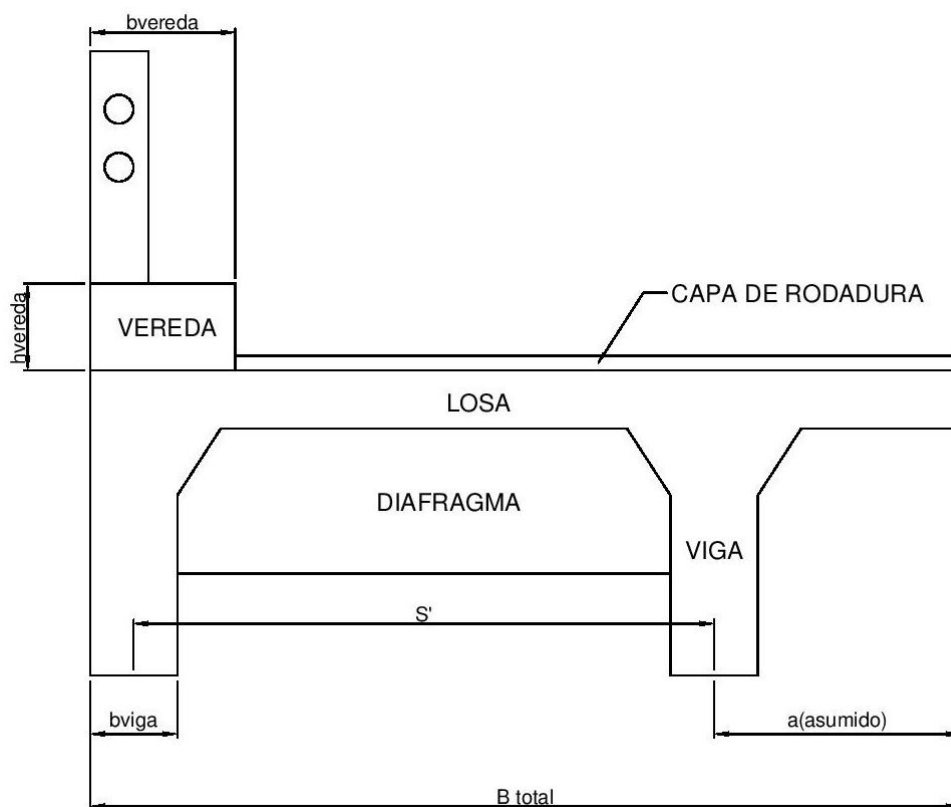 bvereda
hvereda
VEREDA
CAPA DE RODADURA
LOSA
DIAFRAGMA
VIGA
S'
bviga
a(asumido)
B total